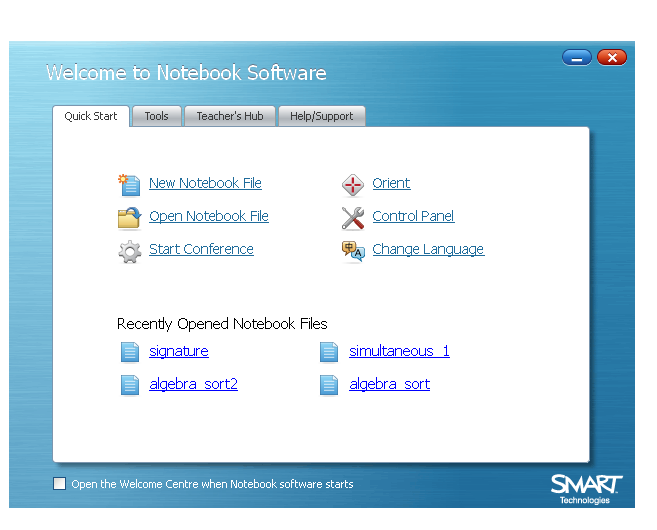 Welcome to Notebook Software
Quick Start Tools Teacher's Hub Help/Support
New Notebook File Orient
Open Notebook File Control Panel
Start Conference Change Language
Recently Opened Notebook Files
signature simultaneous_1
algebra_sort2 algebra_sort
Open the Welcome Centre when Notebook software starts
SMART
Technologies